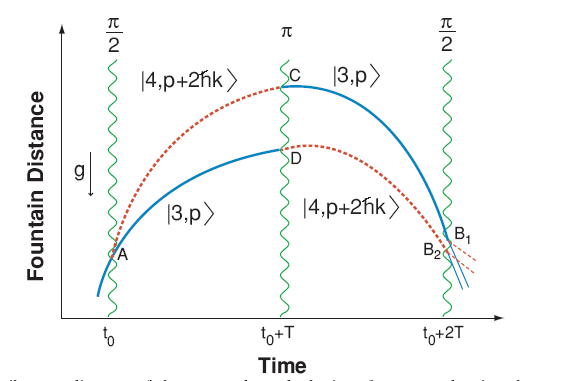 π/2 π π/2
|4,p+2ħk〉 C |3,p〉
D
g
|3,p〉 |4,p+2ħk〉
A B₁
B₂
Fountain Distance
t₀ t₀+T t₀+2T
Time